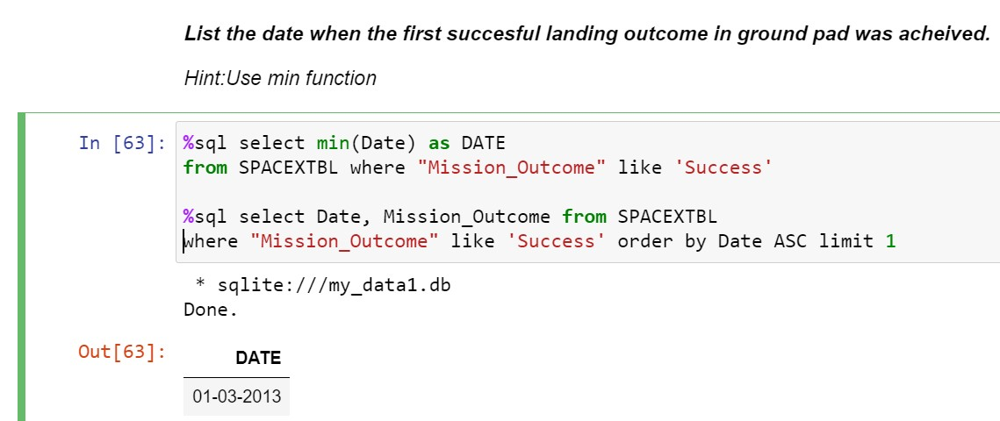 List the date when the first succesful landing outcome in ground pad was acheived.
Hint:Use min function
In [63]: %sql select min(Date) as DATE
from SPACEXTBL where "Mission_Outcome" like 'Success'
%sql select Date, Mission_Outcome from SPACEXTBL
where "Mission_Outcome" like 'Success' order by Date ASC limit 1
* sqlite:///my_data1.db
Done.
Out[63]:
DATE
01-03-2013